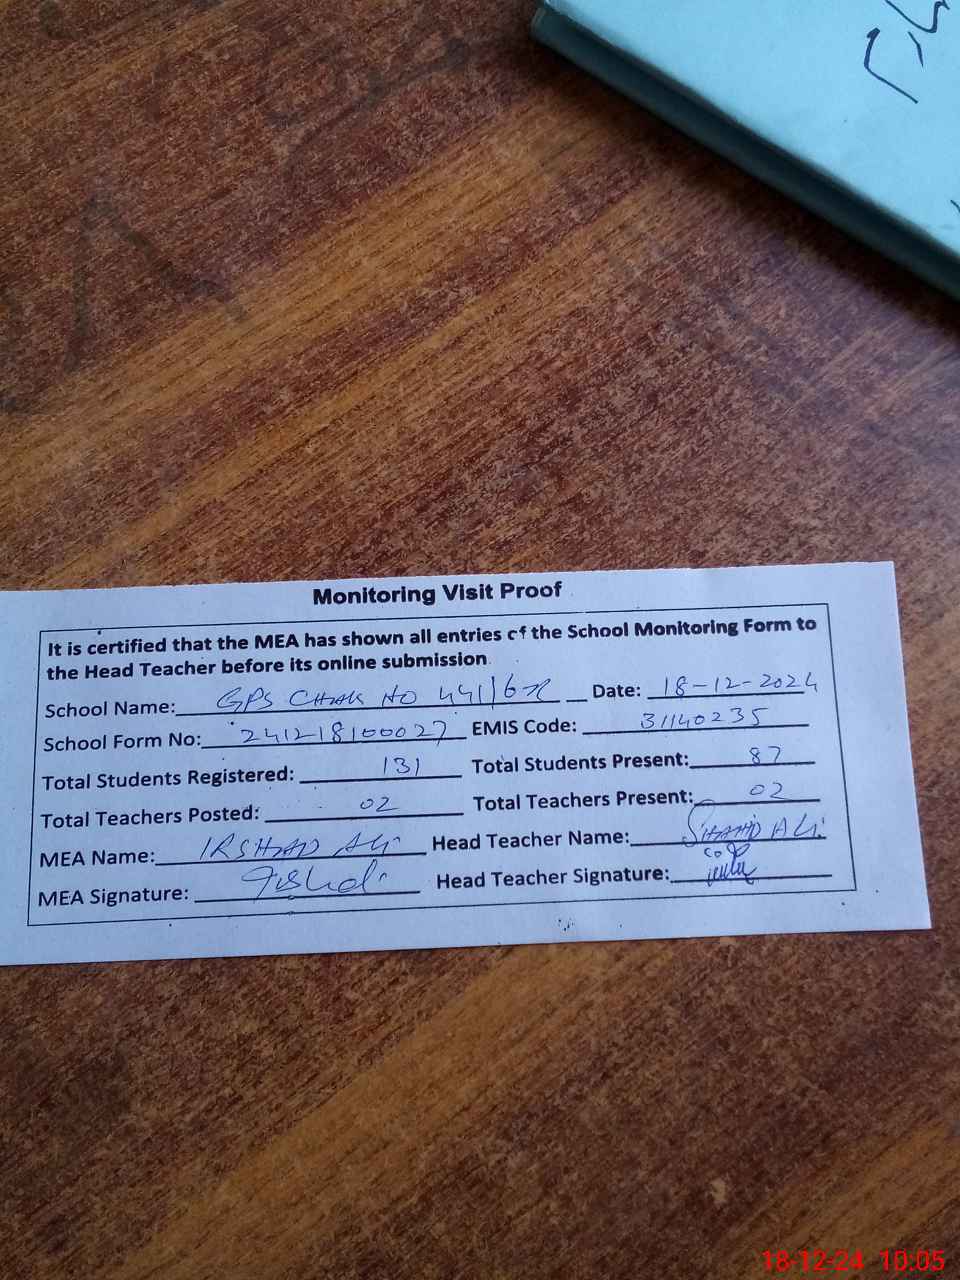 Monitoring Visit Proof
It is certified that the MEA has shown all entries of the School Monitoring Form to
the Head Teacher before its online submission.
School Name: GPS CHAK NO 441/6R Date: 18-12-2024
School Form No: 241218100027 EMIS Code: 31140235
Total Students Registered: 131 Total Students Present: 87
Total Teachers Posted: 02 Total Teachers Present: 02
MEA Name: IRSHAD Ali Head Teacher Name: SHAHID Ali
MEA Signature: Irshad Head Teacher Signature:
18-12-24 10:05